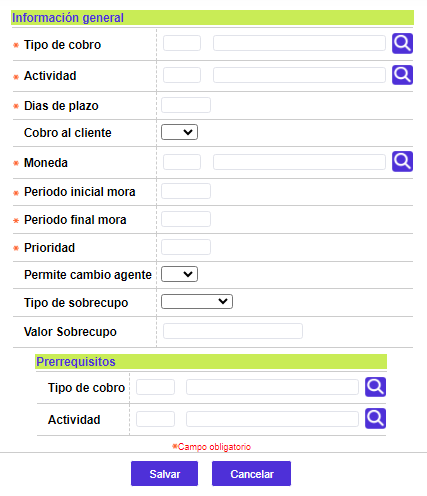 Información general
* Tipo de cobro
* Actividad
* Dias de plazo
Cobro al cliente
* Moneda
* Periodo inicial mora
* Periodo final mora
* Prioridad
Permite cambio agente
Tipo de sobrecupo
Valor Sobrecupo
Prerrequisitos
Tipo de cobro
Actividad
*Campo obligatorio
Salvar Cancelar